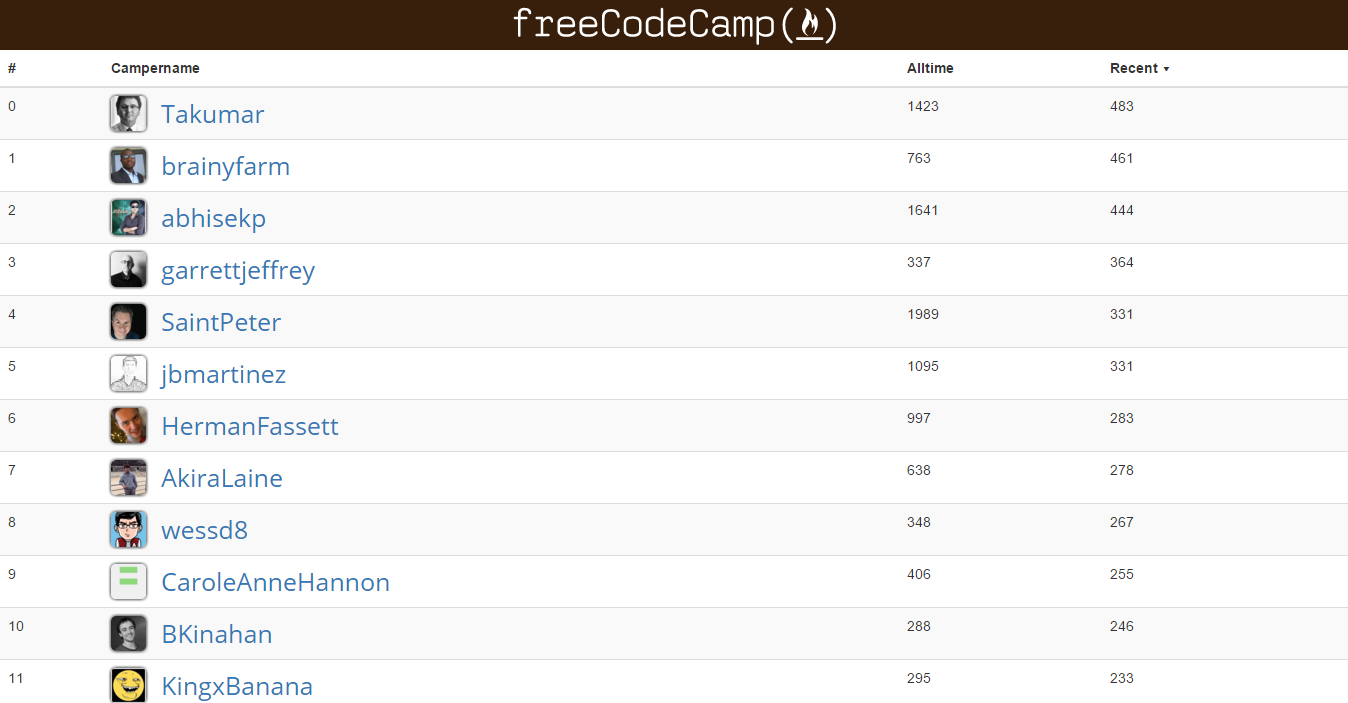 freeCodeCamp(🔥)
# Campername Alltime Recent ▾
0 Takumar 1423 483
1 brainyfarm 763 461
2 abhisekp 1641 444
3 garrettjeffrey 337 364
4 SaintPeter 1989 331
5 jbmartinez 1095 331
6 HermanFassett 997 283
7 AkiraLaine 638 278
8 wessd8 348 267
9 CaroleAnneHannon 406 255
10 BKinahan 288 246
11 KingxBanana 295 233